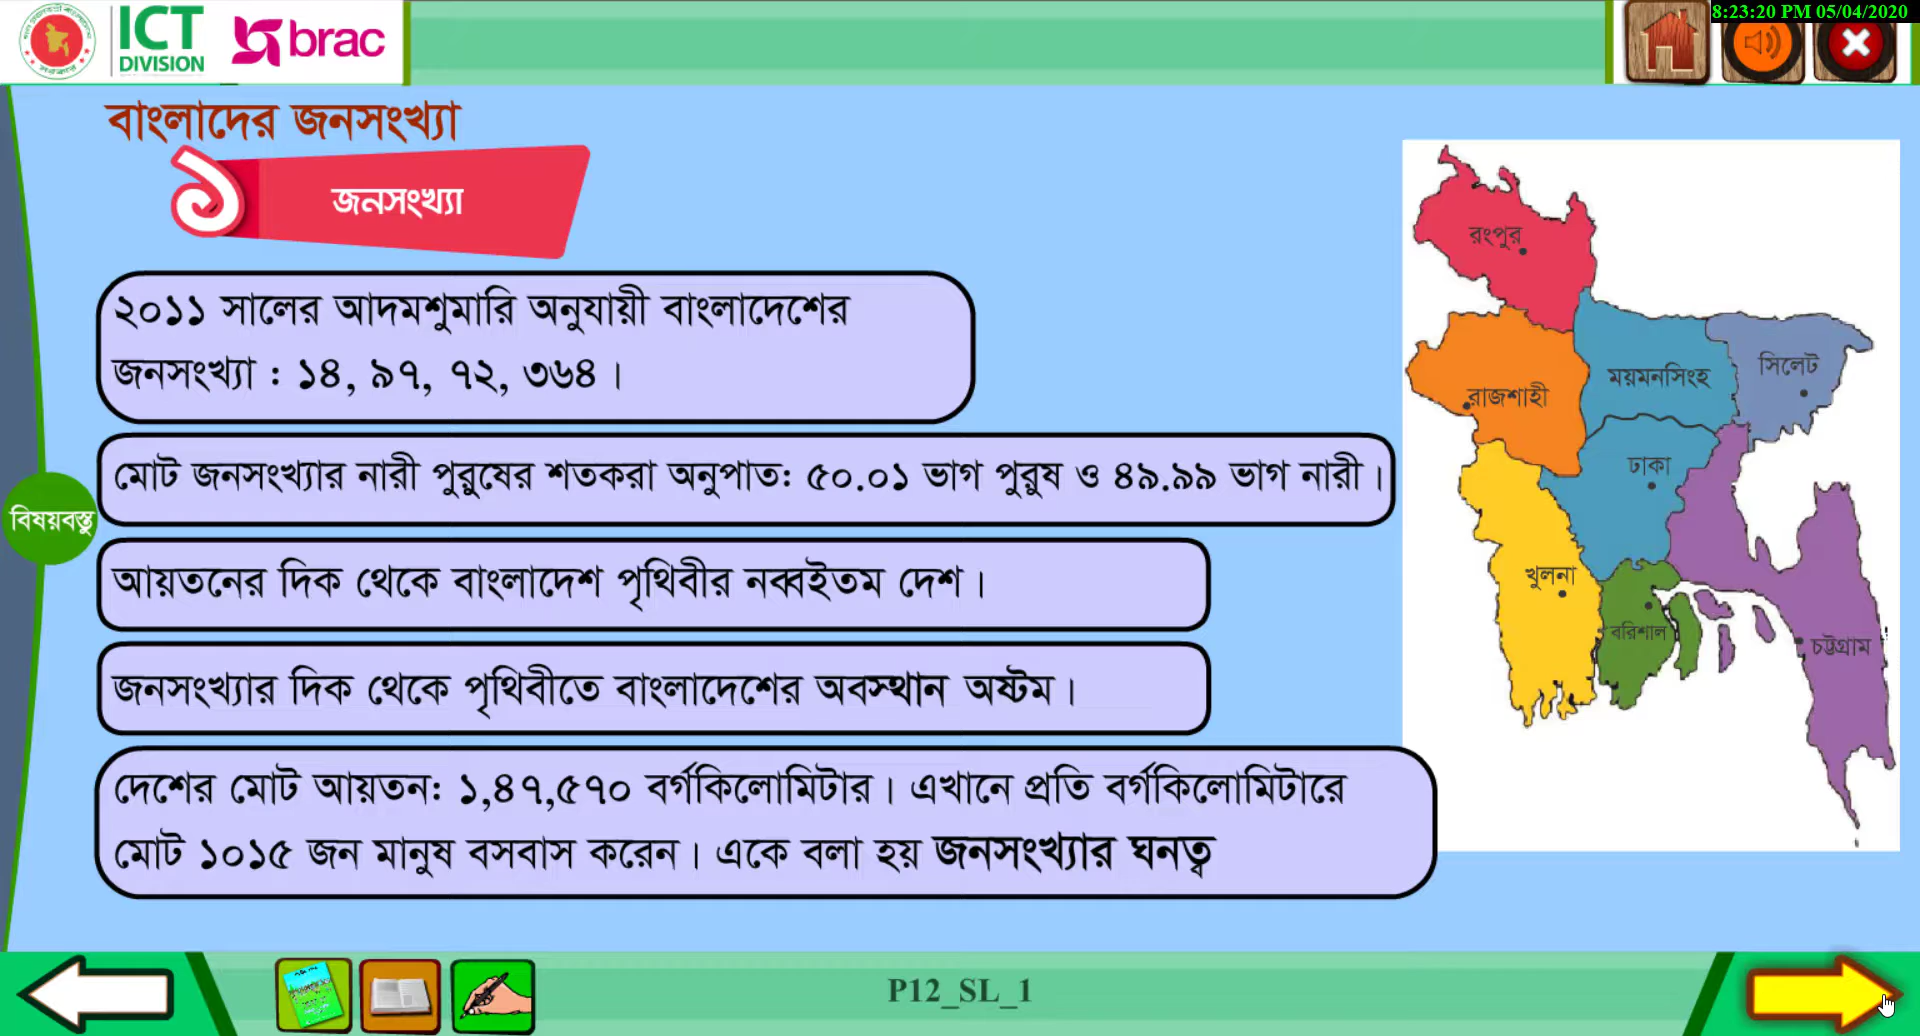 ICT
DIVISION
brac
8:23:20 PM 05/04/2020
বাংলাদের জনসংখ্যা
১
জনসংখ্যা
২০১১ সালের আদমশুমারি অনুযায়ী বাংলাদেশের
জনসংখ্যা : ১৪, ৯৭, ৭২, ৩৬৪ ।
মোট জনসংখ্যার নারী পুরুষের শতকরা অনুপাত: ৫০.০১ ভাগ পুরুষ ও ৪৯.৯৯ ভাগ নারী ।
আয়তনের দিক থেকে বাংলাদেশ পৃথিবীর নব্বইতম দেশ ।
জনসংখ্যার দিক থেকে পৃথিবীতে বাংলাদেশের অবস্থান অষ্টম ।
দেশের মোট আয়তন: ১,৪৭,৫৭০ বর্গকিলোমিটার । এখানে প্রতি বর্গকিলোমিটারে
মোট ১০১৫ জন মানুষ বসবাস করেন । একে বলা হয় জনসংখ্যার ঘনত্ব
বিষয়বস্তু
রংপুর
রাজশাহী
ময়মনসিংহ
সিলেট
ঢাকা
খুলনা
বরিশাল
চট্টগ্রাম
P12_SL_1